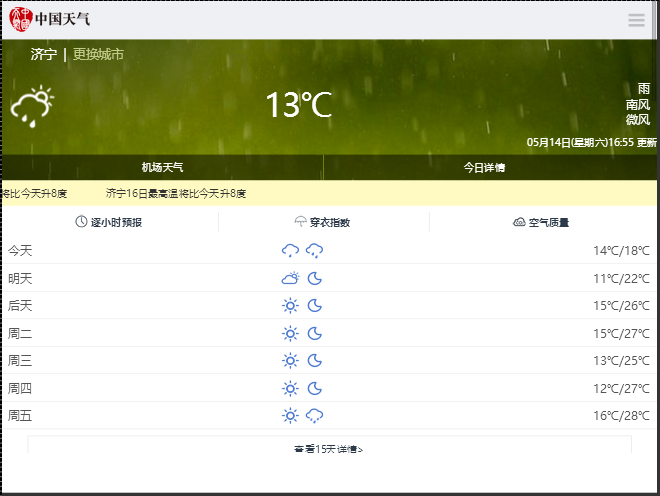 中国天气
济宁 | 更换城市
13℃
雨
南风
微风
05月14日(星期六)16:55 更新
机场天气 今日详情
将比今天升8度 济宁16日最高温将比今天升8度
逐小时预报 穿衣指数 空气质量
今天 14℃/18℃
明天 11℃/22℃
后天 15℃/26℃
周二 15℃/27℃
周三 13℃/25℃
周四 12℃/27℃
周五 16℃/28℃
查看15天详情>